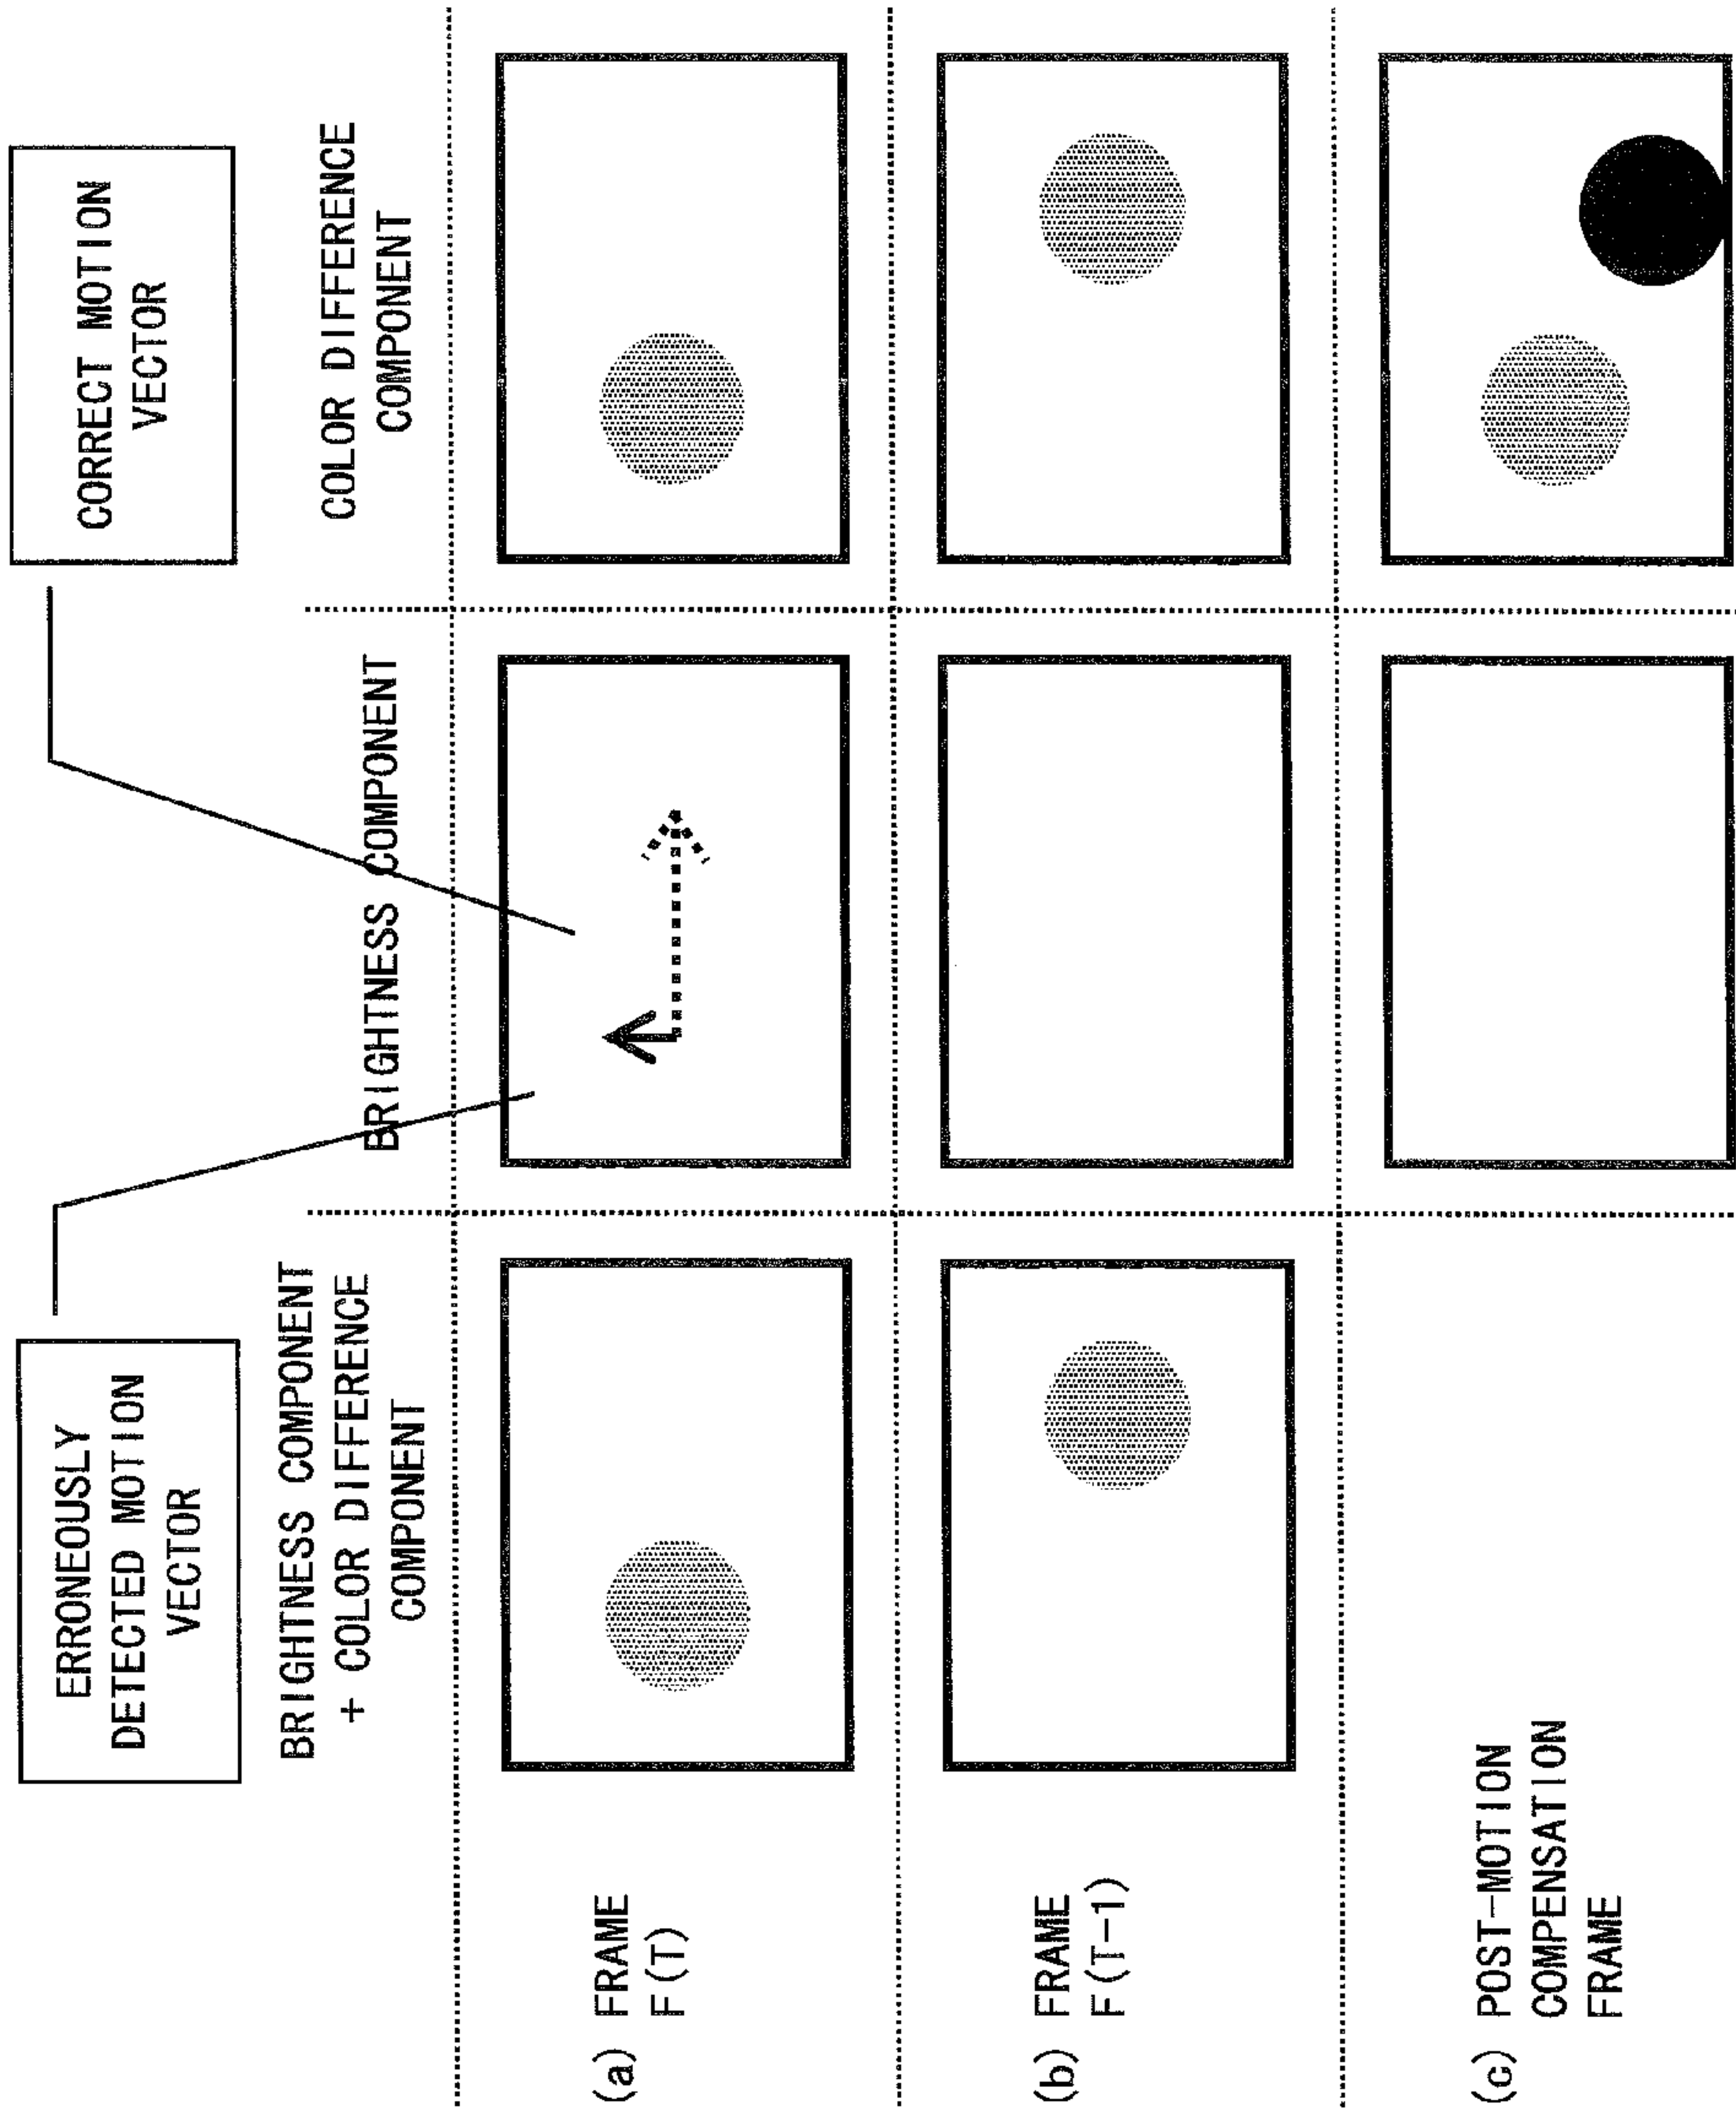 ERRONEOUSLY
DETECTED MOTION
VECTOR
CORRECT MOTION
VECTOR
BRIGHTNESS COMPONENT
+ COLOR DIFFERENCE
COMPONENT
BRIGHTNESS COMPONENT
COLOR DIFFERENCE
COMPONENT
(a) FRAME
F(T)
(b) FRAME
F(T-1)
(c) POST-MOTION
COMPENSATION
FRAME